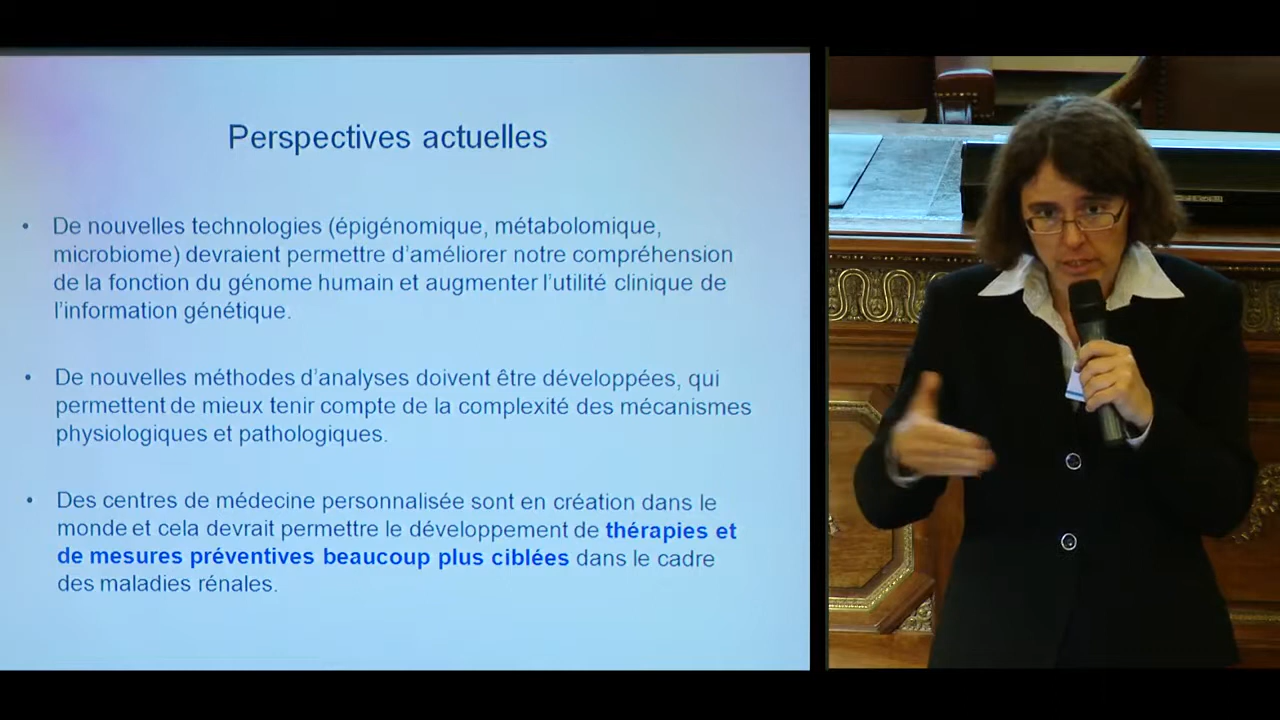 Perspectives actuelles
• De nouvelles technologies (épigénomique, métabolomique,
microbiome) devraient permettre d'améliorer notre compréhension
de la fonction du génome humain et augmenter l'utilité clinique de
l'information génétique.
• De nouvelles méthodes d'analyses doivent être développées, qui
permettent de mieux tenir compte de la complexité des mécanismes
physiologiques et pathologiques.
• Des centres de médecine personnalisée sont en création dans le
monde et cela devrait permettre le développement de thérapies et
de mesures préventives beaucoup plus ciblées dans le cadre
des maladies rénales.